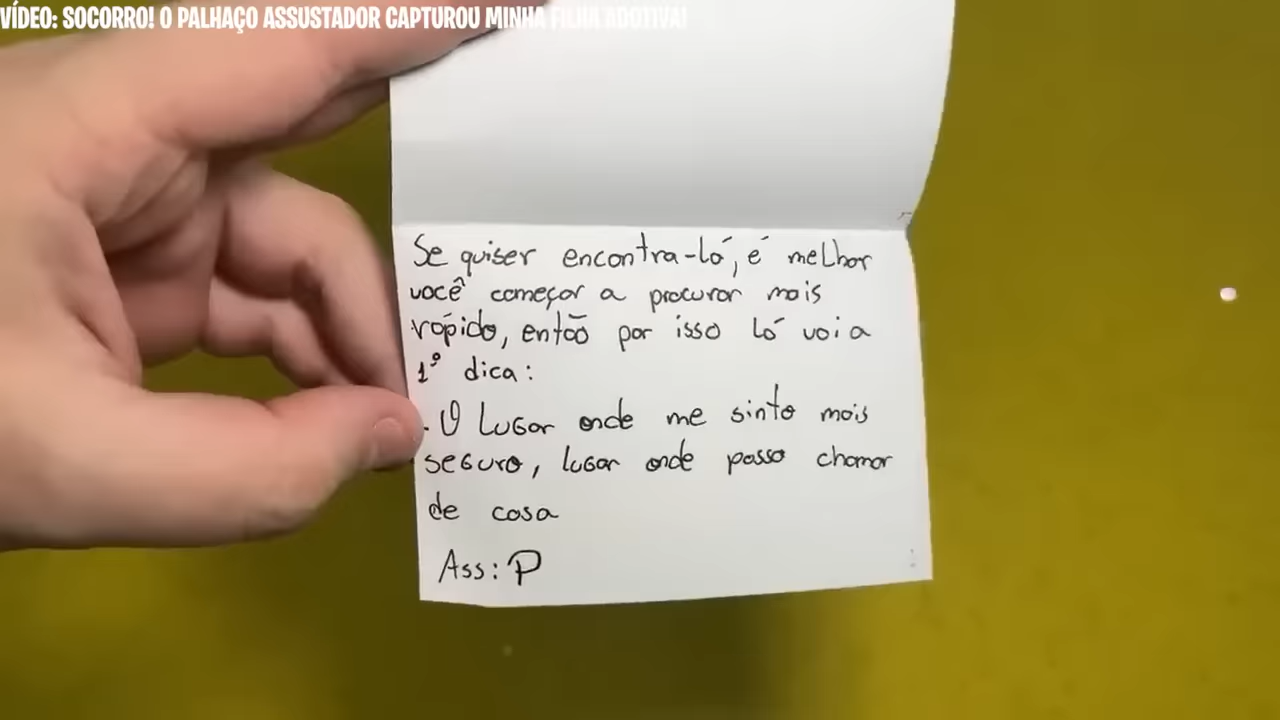 VÍDEO: SOCORRO! O PALHAÇO ASSUSTADOR CAPTUROU MINHA FILHA ADOTIVA!
Se quiser encontra-lá, é melhor
você começar a procurar mais
rápido, então por isso lá vai a
1º dica:
. O lugar onde me sinto mais
seguro, lugar onde posso chamar
de casa
Ass: P